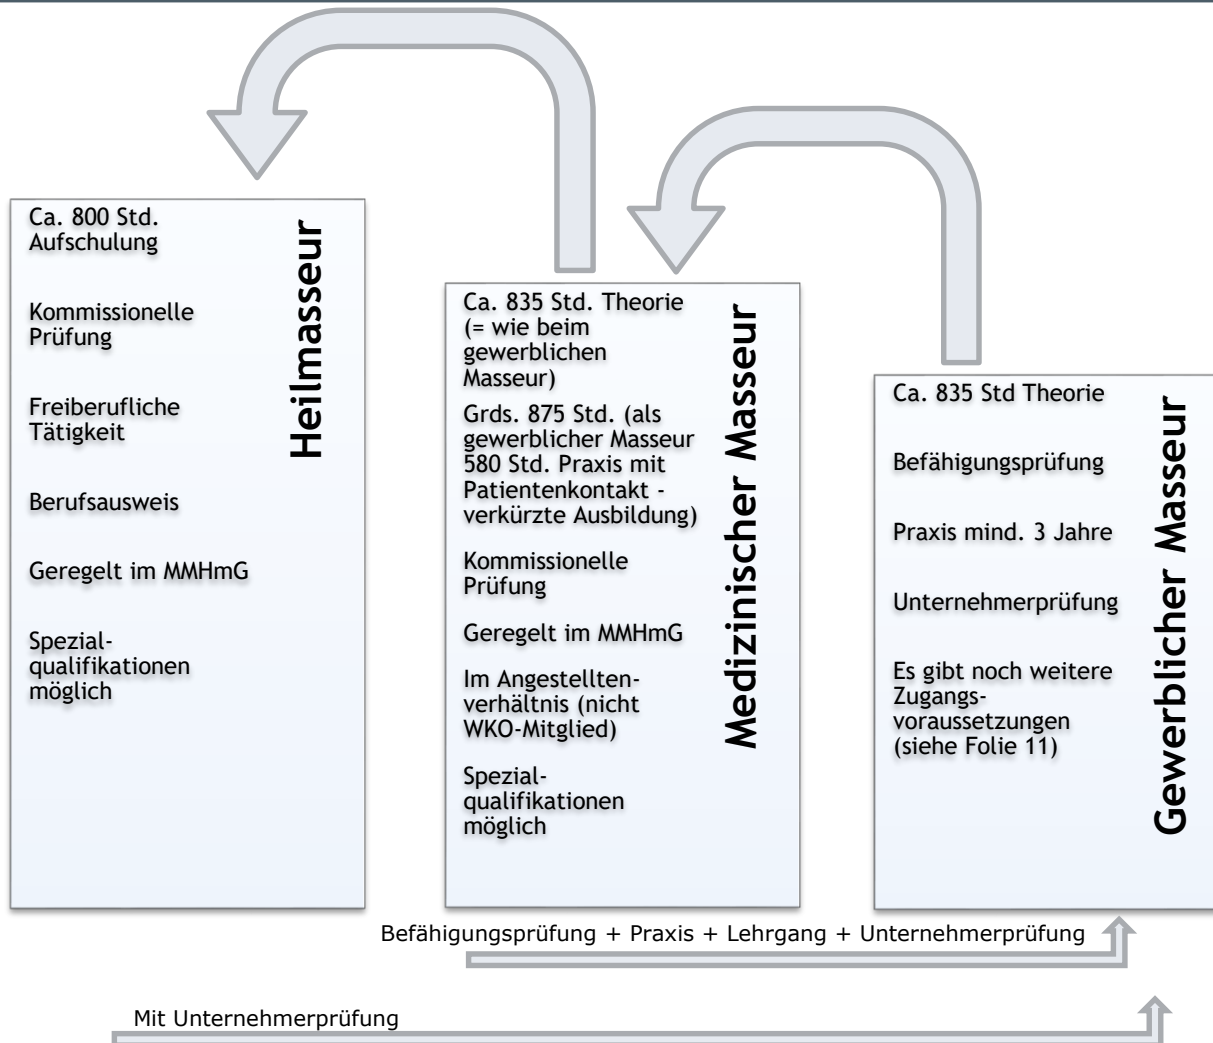 Ca. 800 Std.
Aufschulung
Kommissionelle
Prüfung
Freiberufliche
Tätigkeit
Berufsausweis
Geregelt im MMHmG
Spezial-
qualifikationen
möglich
Heilmasseur
Ca. 835 Std. Theorie
(= wie beim
gewerblichen
Masseur)
Grds. 875 Std. (als
gewerblicher Masseur
580 Std. Praxis mit
Patientenkontakt -
verkürzte Ausbildung)
Kommissionelle
Prüfung
Geregelt im MMHmG
Im Angestellten-
verhältnis (nicht
WKO-Mitglied)
Spezial-
qualifikationen
möglich
Medizinischer Masseur
Ca. 835 Std Theorie
Befähigungsprüfung
Praxis mind. 3 Jahre
Unternehmerprüfung
Es gibt noch weitere
Zugangs-
voraussetzungen
(siehe Folie 11)
Gewerblicher Masseur
Befähigungsprüfung + Praxis + Lehrgang + Unternehmerprüfung
Mit Unternehmerprüfung